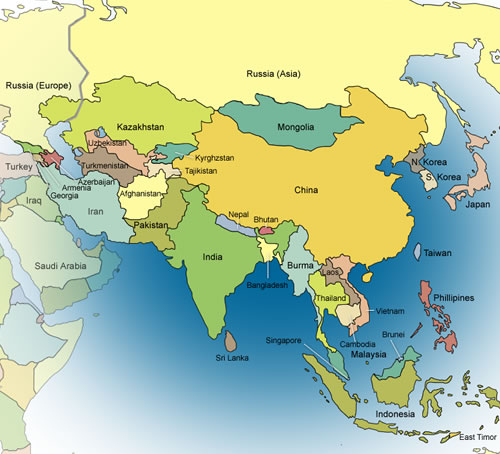 Russia (Asia)
Russia (Europe)
Kazakhstan
Mongolia
Uzbekistan
Kyrghzstan
Turkey
Turkmenistan
Tajikistan
N. Korea
S. Korea
Azerbaijan
Armenia
Georgia
China
Afghanistan
Japan
Iraq
Iran
Pakistan
Nepal
Bhutan
Saudi Arabia
India
Burma
Taiwan
Laos
Bangladesh
Thailand
Phillipines
Vietnam
Brunei
Singapore
Cambodia
Sri Lanka
Malaysia
Indonesia
East Timor